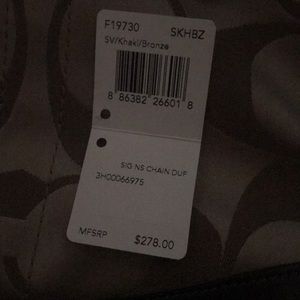 F19730 SKHBZ
SV/Khaki/Bronze
8 86382 26601 8
SIG NS CHAIN DUF
3H00066975
MFSRP $278.00